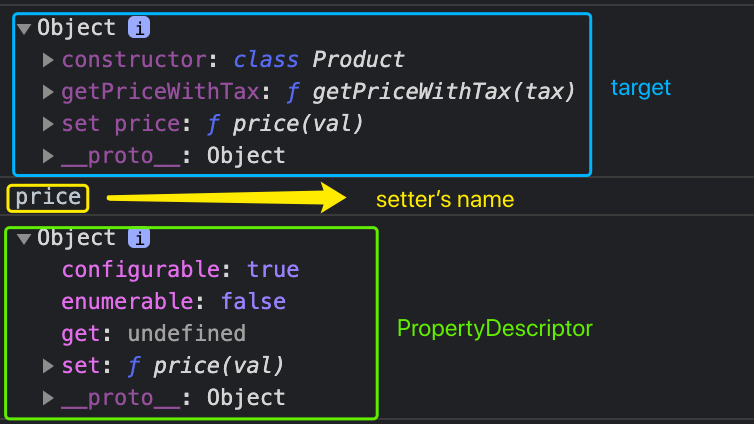 Object i
constructor: class Product
getPriceWithTax: ƒ getPriceWithTax(tax)
set price: ƒ price(val)
__proto__: Object
target
price
setter's name
Object i
configurable: true
enumerable: false
get: undefined
set: ƒ price(val)
__proto__: Object
PropertyDescriptor